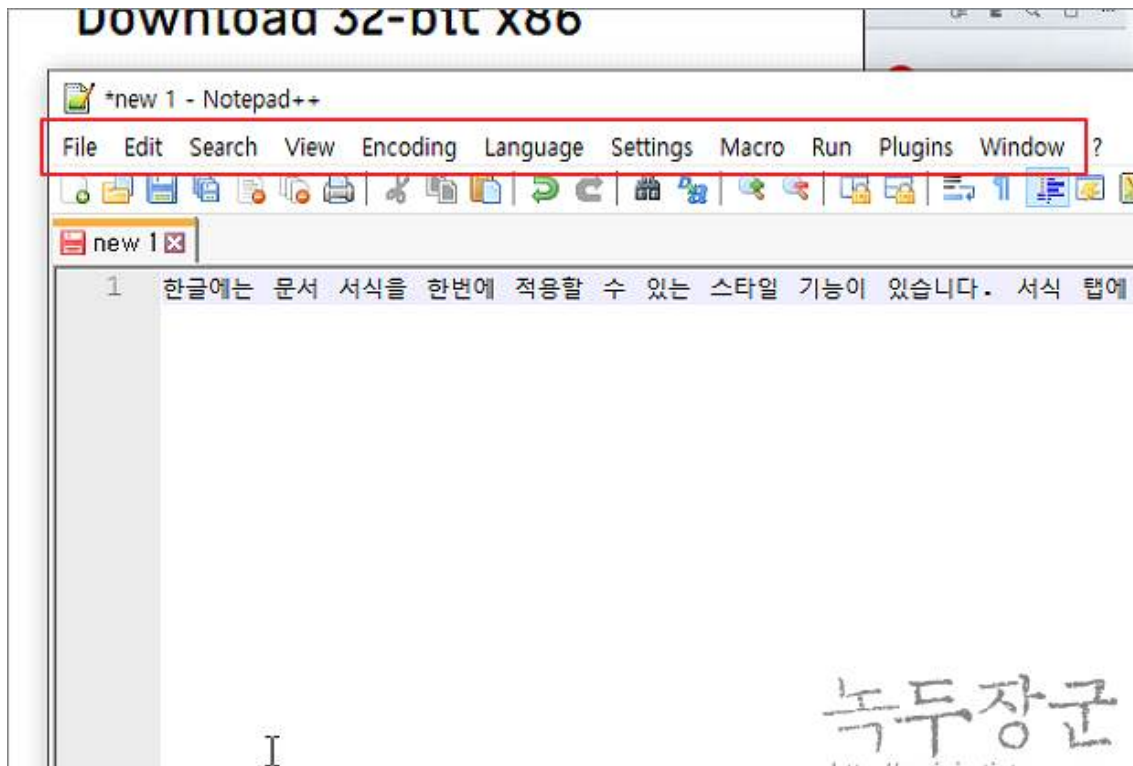 Download 32-bit x86
*new 1 - Notepad++
File Edit Search View Encoding Language Settings Macro Run Plugins Window ?
new 1
1 한글에는 문서 서식을 한번에 적용할 수 있는 스타일 기능이 있습니다. 서식 탭에
녹두장군